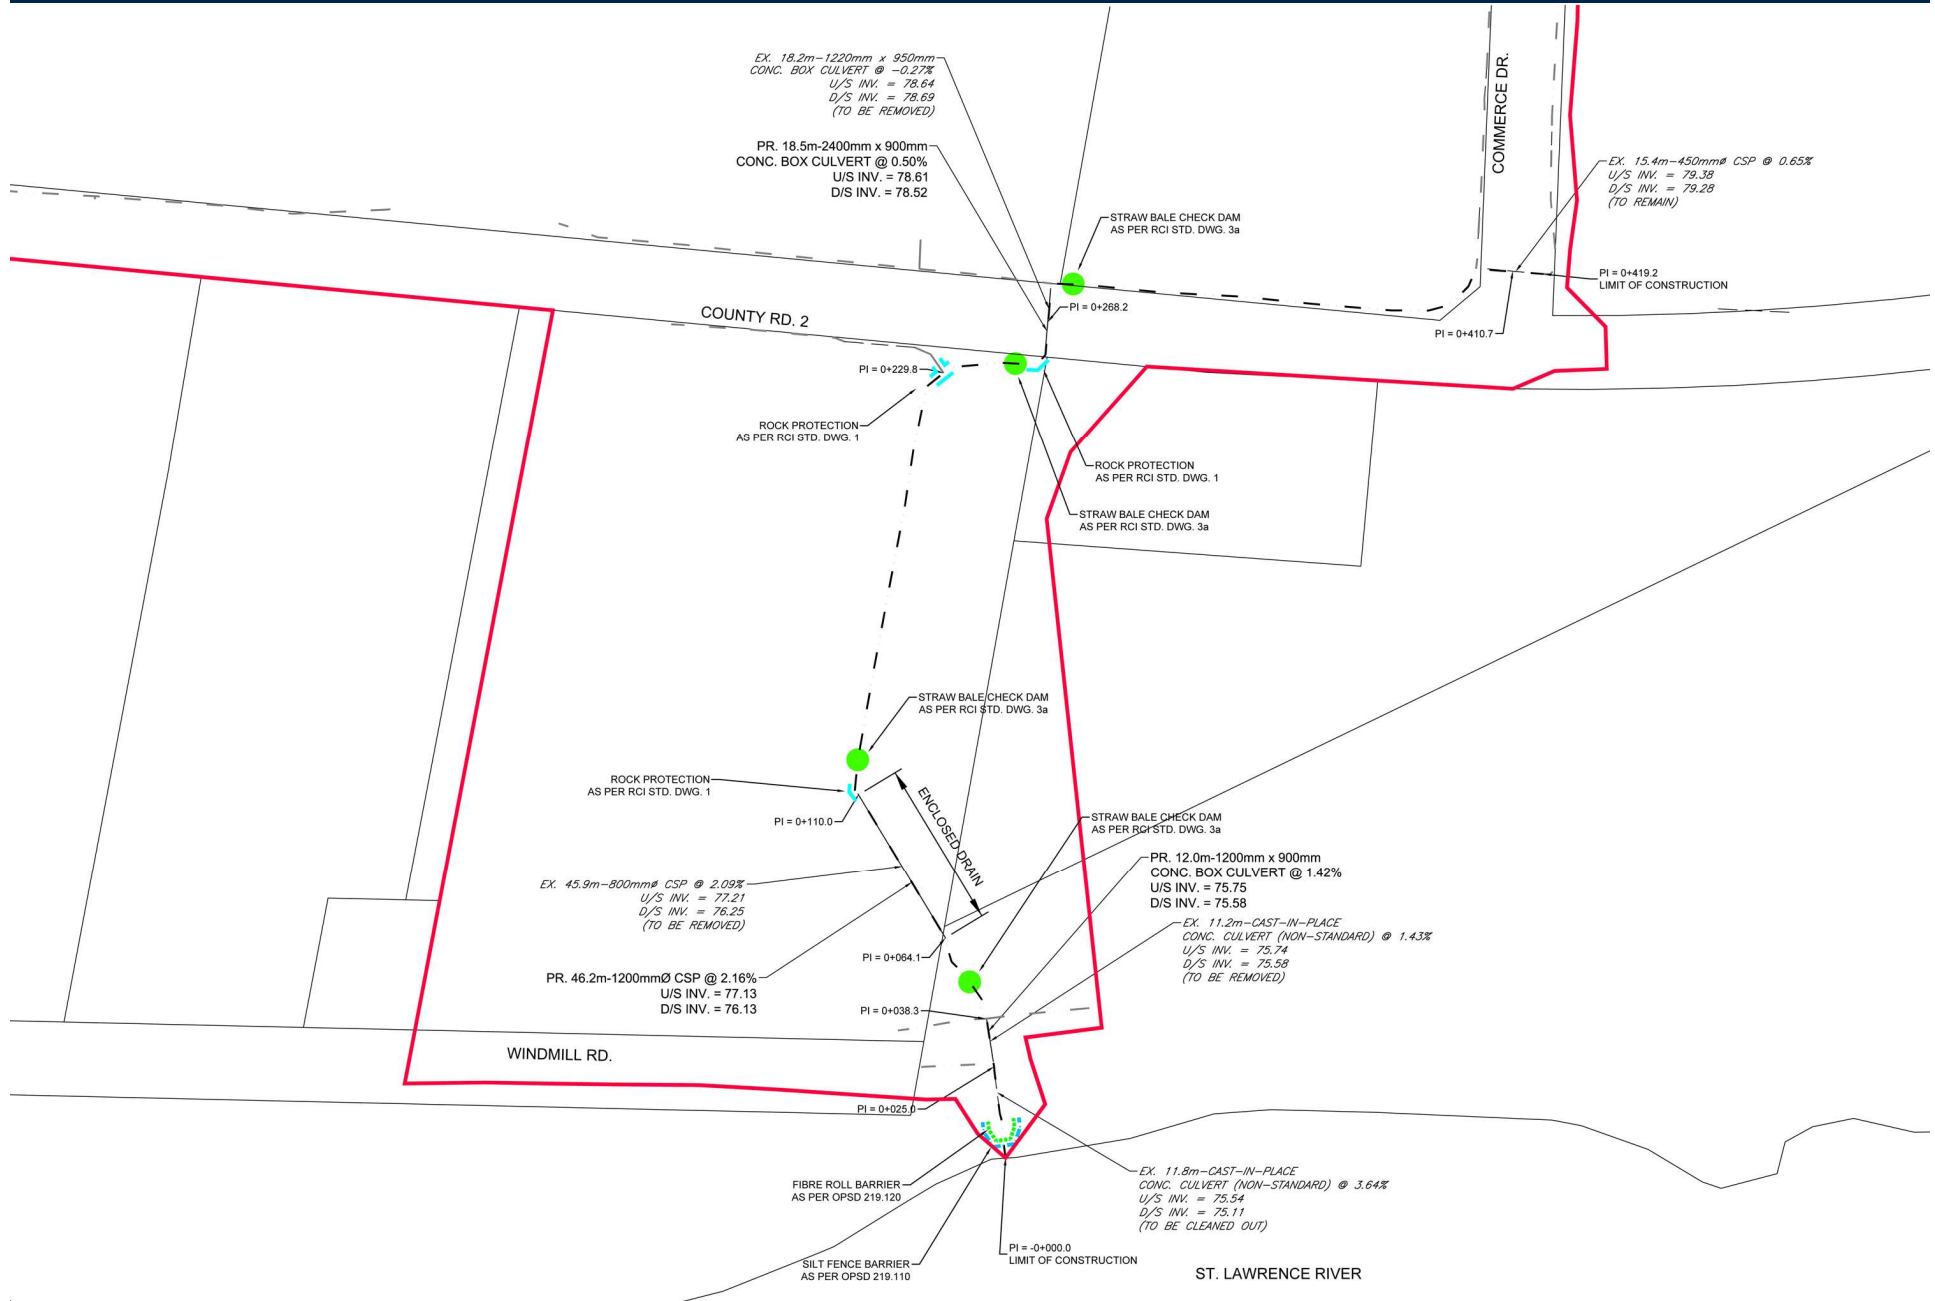 EX. 18.2m-1220mm x 950mm
CONC. BOX CULVERT @ -0.27%
U/S INV. = 78.64
D/S INV. = 78.69
(TO BE REMOVED)
PR. 18.5m-2400mm x 900mm
CONC. BOX CULVERT @ 0.50%
U/S INV. = 78.61
D/S INV. = 78.52
COMMERCE DR.
EX. 15.4m-450mmø CSP @ 0.65%
U/S INV. = 79.38
D/S INV. = 79.28
(TO REMAIN)
STRAW BALE CHECK DAM
AS PER RCI STD. DWG. 3a
PI = 0+419.2
LIMIT OF CONSTRUCTION
PI = 0+268.2
COUNTY RD. 2
PI = 0+410.7
PI = 0+229.8
ROCK PROTECTION
AS PER RCI STD. DWG. 1
ROCK PROTECTION
AS PER RCI STD. DWG. 1
STRAW BALE CHECK DAM
AS PER RCI STD. DWG. 3a
STRAW BALE CHECK DAM
AS PER RCI STD. DWG. 3a
ROCK PROTECTION
AS PER RCI STD. DWG. 1
PI = 0+110.0
ENCLOSED DRAIN
STRAW BALE CHECK DAM
AS PER RCI STD. DWG. 3a
PR. 12.0m-1200mm x 900mm
CONC. BOX CULVERT @ 1.42%
U/S INV. = 75.75
D/S INV. = 75.58
EX. 45.9m-800mmø CSP @ 2.09%
U/S INV. = 77.21
D/S INV. = 76.25
(TO BE REMOVED)
EX. 11.2m-CAST-IN-PLACE
CONC. CULVERT (NON-STANDARD) @ 1.43%
U/S INV. = 75.74
D/S INV. = 75.58
(TO BE REMOVED)
PI = 0+064.1
PR. 46.2m-1200mmØ CSP @ 2.16%
U/S INV. = 77.13
D/S INV. = 76.13
PI = 0+038.3
WINDMILL RD.
PI = 0+025.0
EX. 11.8m-CAST-IN-PLACE
CONC. CULVERT (NON-STANDARD) @ 3.64%
U/S INV. = 75.54
D/S INV. = 75.11
(TO BE CLEANED OUT)
FIBRE ROLL BARRIER
AS PER OPSD 219.120
PI = -0+000.0
LIMIT OF CONSTRUCTION
SILT FENCE BARRIER
AS PER OPSD 219.110
ST. LAWRENCE RIVER